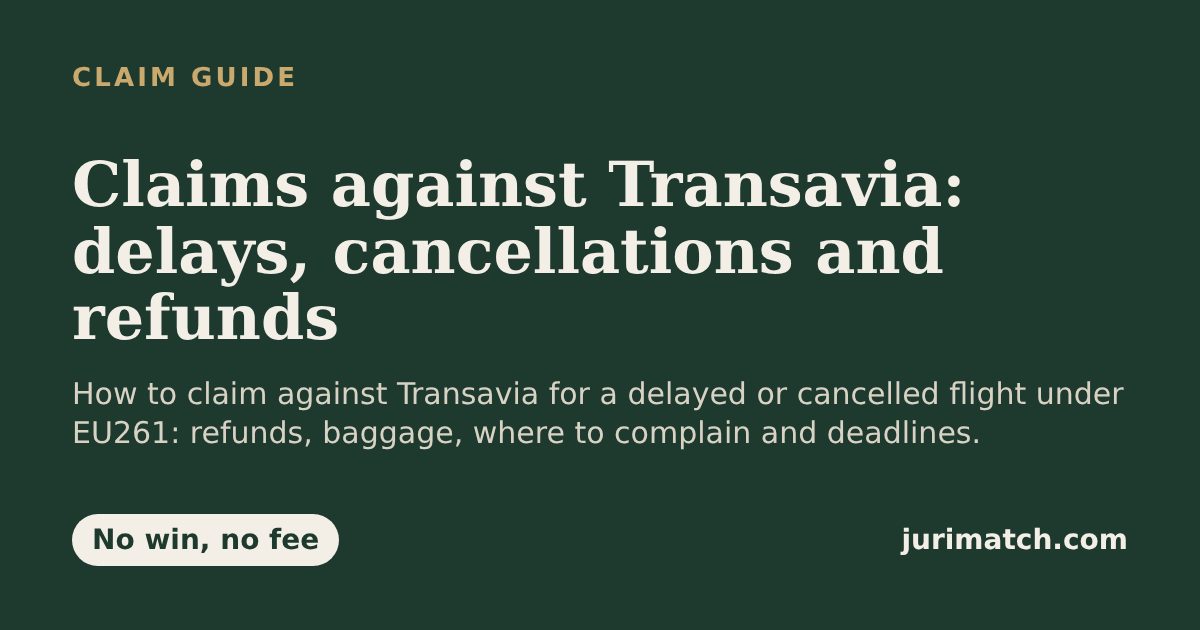 CLAIM GUIDE
Claims against Transavia:
delays, cancellations and
refunds
How to claim against Transavia for a delayed or cancelled flight under
EU261: refunds, baggage, where to complain and deadlines.
No win, no fee
jurimatch.com